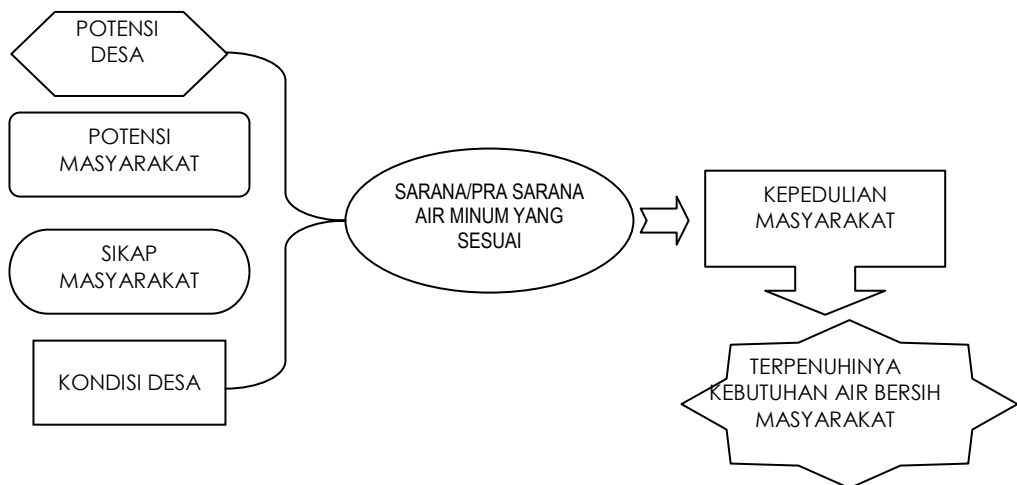 POTENSI
DESA
POTENSI
MASYARAKAT
SIKAP
MASYARAKAT
KONDISI DESA
SARANA/PRA SARANA
AIR MINUM YANG
SESUAI
KEPEDULIAN
MASYARAKAT
TERPENUHINYA
KEBUTUHAN AIR BERSIH
MASYARAKAT